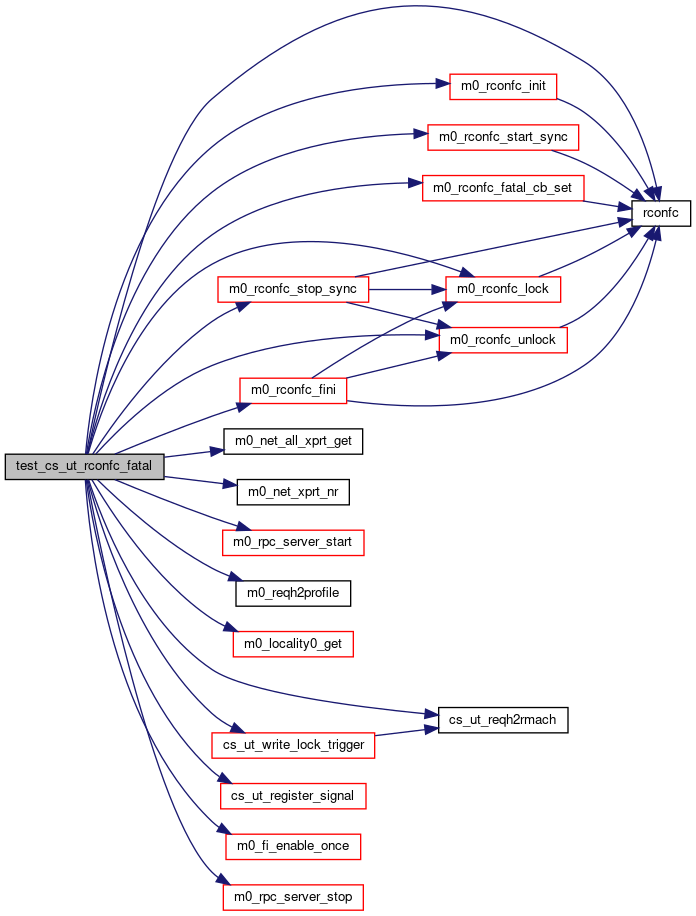 m0_rconfc_init
m0_rconfc_start_sync
m0_rconfc_fatal_cb_set
rconfc
m0_rconfc_stop_sync
m0_rconfc_lock
m0_rconfc_unlock
m0_rconfc_fini
m0_net_all_xprt_get
test_cs_ut_rconfc_fatal
m0_net_xprt_nr
m0_rpc_server_start
m0_reqh2profile
m0_locality0_get
cs_ut_reqh2rmach
cs_ut_write_lock_trigger
cs_ut_register_signal
m0_fi_enable_once
m0_rpc_server_stop